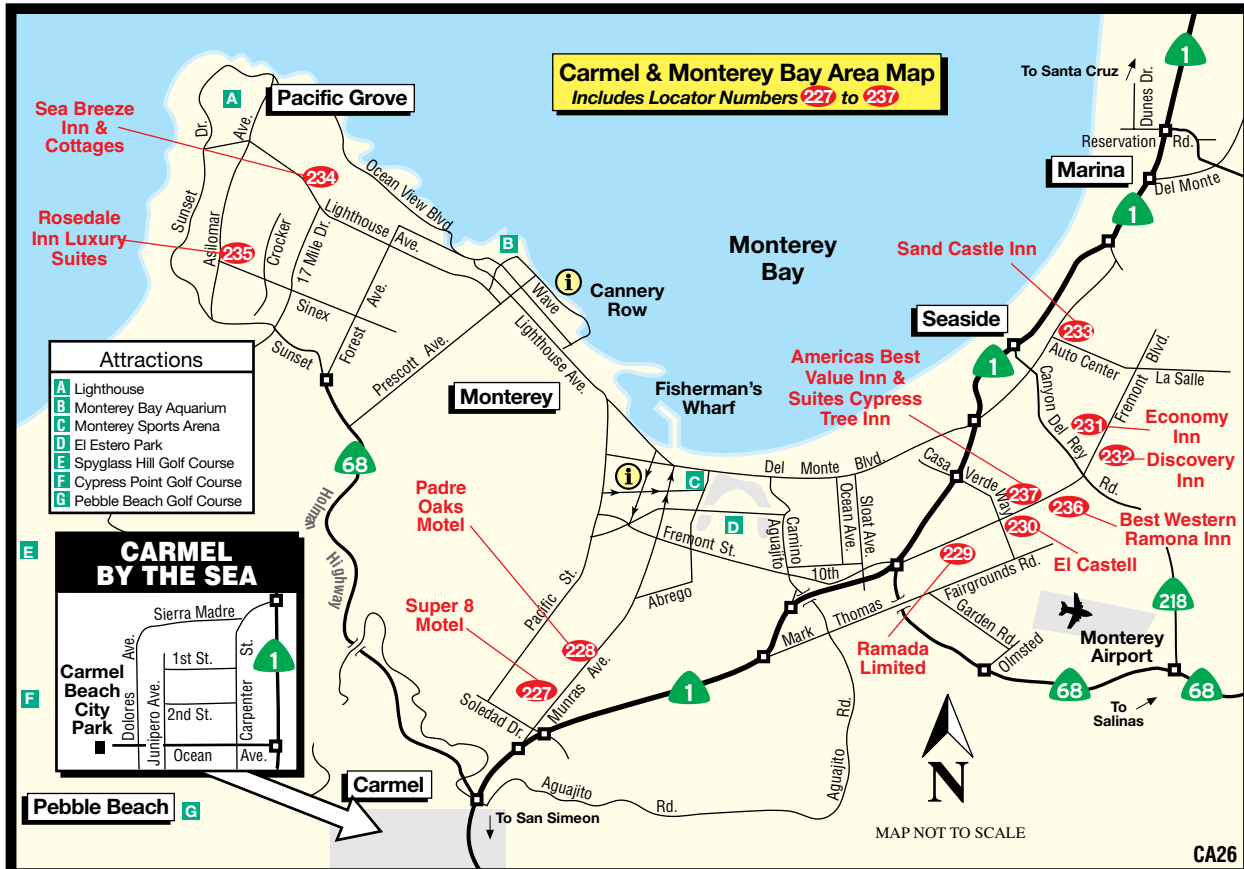 Carmel & Monterey Bay Area Map
Includes Locator Numbers 227 to 237
To Santa Cruz
1
Dunes Dr.
Reservation Rd.
Marina
Del Monte
1
A
Pacific Grove
Sea Breeze
Inn &
Cottages
Dr.
Ave.
234
Ocean View Blvd
Sunset
Lighthouse Ave.
Rosedale
Inn Luxury
Suites
Asilomar
235
Crocker
17 Mile Dr.
Sinex
Sunset
Forest Ave.
Prescott Ave.
B
i
Wave
Cannery
Row
Lighthouse Ave.
Monterey
Bay
Sand Castle Inn
Seaside
1
233
Auto Center
La Salle
Fremont Blvd.
Canyon Del Rey
Rd.
231
Economy
Inn
232
Discovery
Inn
Americas Best
Value Inn &
Suites Cypress
Tree Inn
Fisherman's
Wharf
Monterey
Attractions
A Lighthouse
B Monterey Bay Aquarium
C Monterey Sports Arena
D El Estero Park
E Spyglass Hill Golf Course
F Cypress Point Golf Course
G Pebble Beach Golf Course
68
Holman
Highway
i
C
D
Del Monte Blvd.
Casa
Verde Way
Ocean Ave.
Sloat Ave.
Camino
Aguajito
Fremont St.
10th
237
236
230
Best Western
Ramona Inn
El Castell
229
Fairgrounds Rd.
Garden Rd.
Olmsted
Ramada
Limited
218
Monterey
Airport
68
68
To
Salinas
Padre
Oaks
Motel
Super 8
Motel
Pacific St.
Abrego
228
227
Munras Ave.
Soledad Dr.
Mark Thomas
1
Aguajito Rd.
Aguajito
Rd.
E
F
CARMEL
BY THE SEA
Sierra Madre
Ave.
St.
1st St.
1
Carmel
Beach
City
Park
Dolores
Junipero Ave.
2nd St.
Carpenter
Ocean Ave.
Carmel
Pebble Beach
G
To San Simeon
N
MAP NOT TO SCALE
CA26